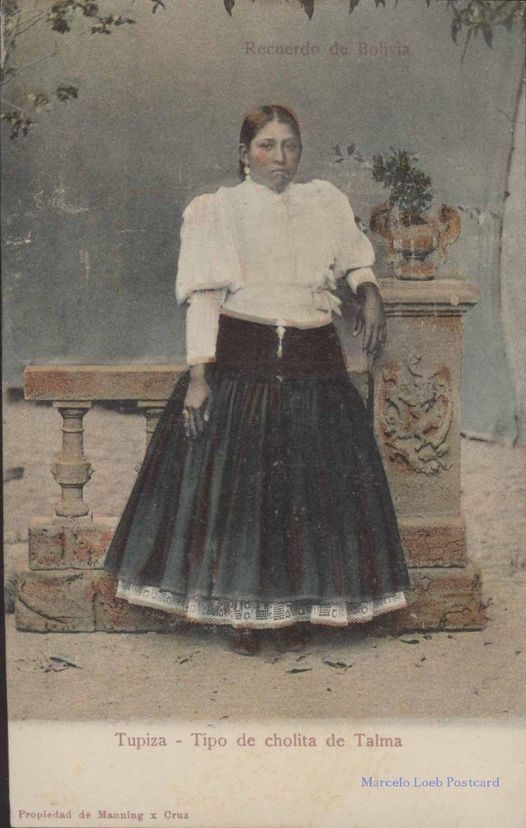 Recuerdo de Bolivia
Tupiza - Tipo de cholita de Talma
Marcelo Loeb Postcard
Propiedad de Manning x Cruz